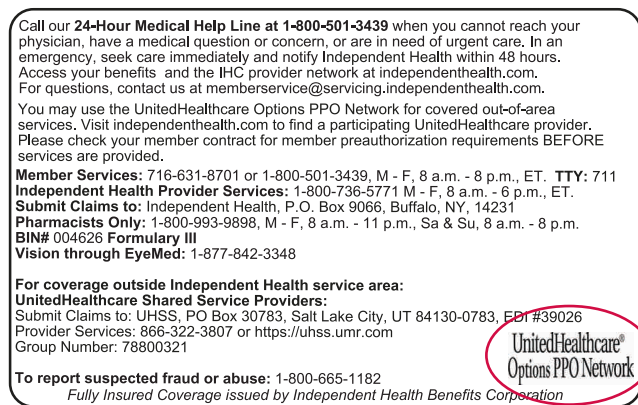 Call our 24-Hour Medical Help Line at 1-800-501-3439 when you cannot reach your
physician, have a medical question or concern, or are in need of urgent care. In an
emergency, seek care immediately and notify Independent Health within 48 hours.
Access your benefits and the IHC provider network at independenthealth.com.
For questions, contact us at memberservice@servicing.independenthealth.com.
You may use the UnitedHealthcare Options PPO Network for covered out-of-area
services. Visit independenthealth.com to find a participating UnitedHealthcare provider.
Please check your member contract for member preauthorization requirements BEFORE
services are provided.
Member Services: 716-631-8701 or 1-800-501-3439, M - F, 8 a.m. - 8 p.m., ET. TTY: 711
Independent Health Provider Services: 1-800-736-5771 M - F, 8 a.m. - 6 p.m., ET.
Submit Claims to: Independent Health, P.O. Box 9066, Buffalo, NY, 14231
Pharmacists Only: 1-800-993-9898, M - F, 8 a.m. - 11 p.m., Sa & Su, 8 a.m. - 8 p.m.
BIN# 004626 Formulary III
Vision through EyeMed: 1-877-842-3348
For coverage outside Independent Health service area:
UnitedHealthcare Shared Service Providers:
Submit Claims to: UHSS, PO Box 30783, Salt Lake City, UT 84130-0783, EDI #39026
Provider Services: 866-322-3807 or https://uhss.umr.com
Group Number: 78800321
UnitedHealthcare®
Options PPO Network
To report suspected fraud or abuse: 1-800-665-1182
Fully Insured Coverage issued by Independent Health Benefits Corporation